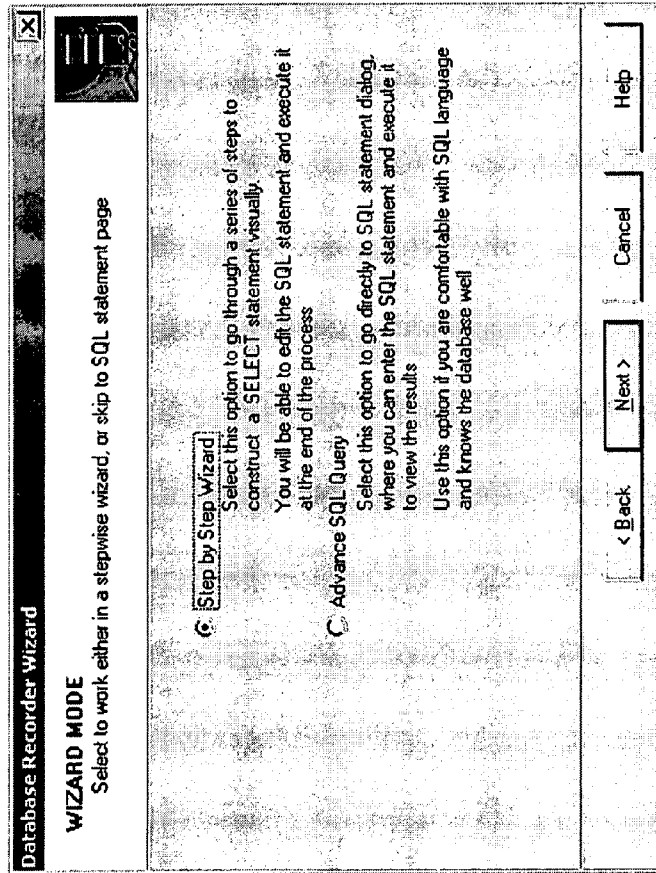 Database Recorder Wizard
WIZARD MODE
Select to work either in a stepwise wizard, or skip to SQL statement page
Step by Step Wizard
Select this option to go through a series of steps to
construct a SELECT statement visually.
You will be able to edit the SQL statement and execute it
at the end of the process
Advance SQL Query
Select this option to go directly to SQL statement dialog,
where you can enter the SQL statement and execute it
to view the results
Use this option if you are comfortable with SQL language
and knows the database well
< Back
Next >
Cancel
Help